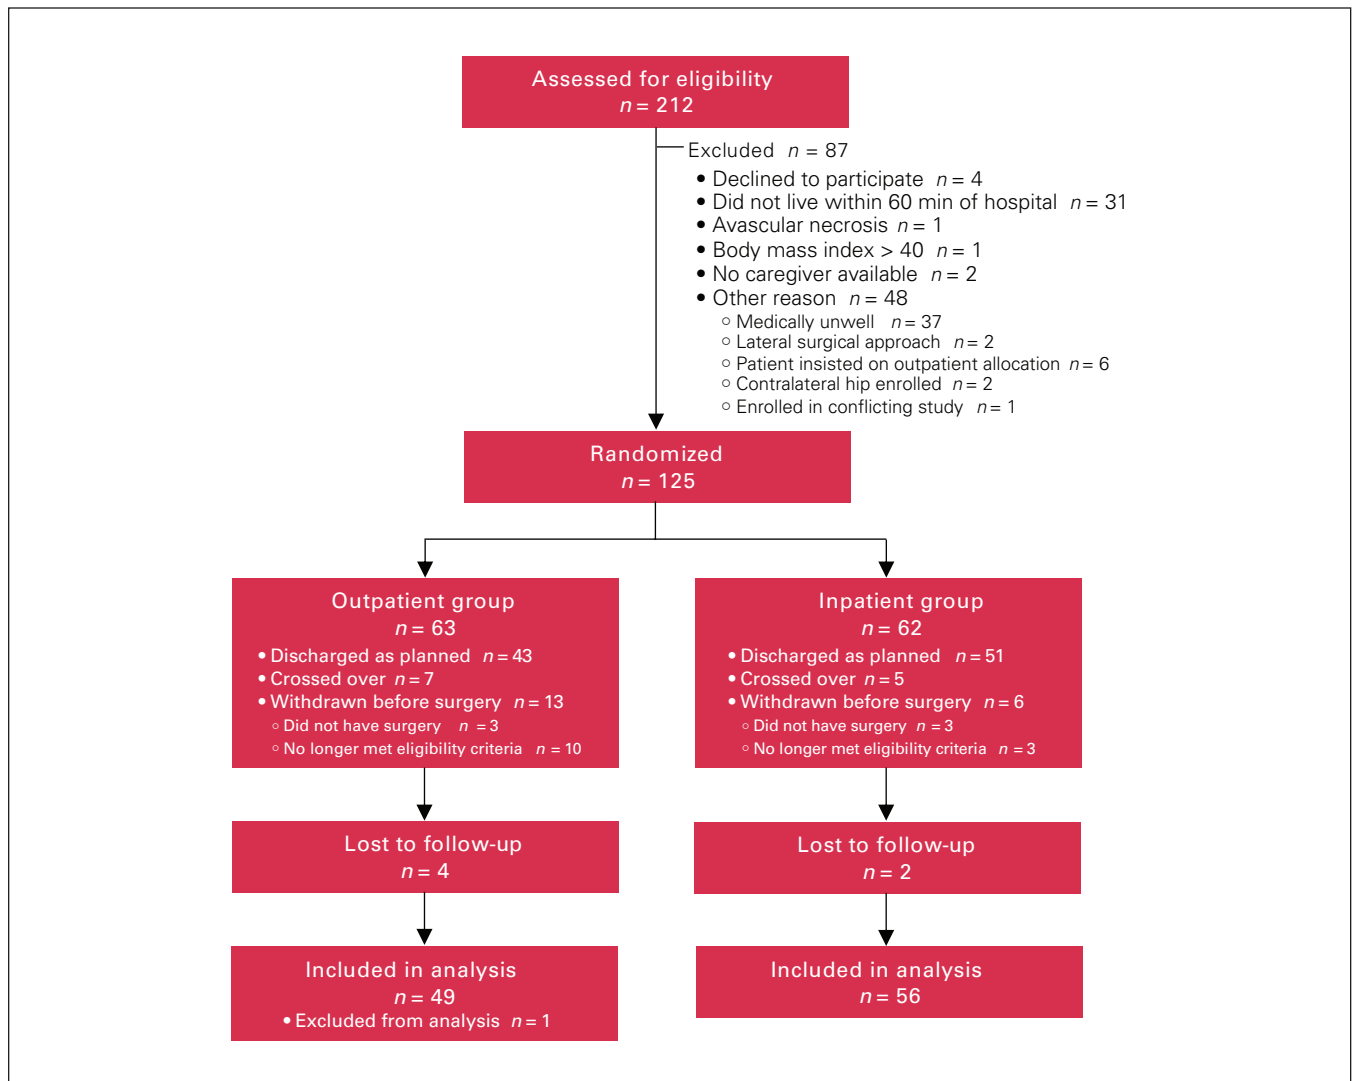 Assessed for eligibility
n = 212
Excluded n = 87
• Declined to participate n = 4
• Did not live within 60 min of hospital n = 31
• Avascular necrosis n = 1
• Body mass index > 40 n = 1
• No caregiver available n = 2
• Other reason n = 48
○ Medically unwell n = 37
○ Lateral surgical approach n = 2
○ Patient insisted on outpatient allocation n = 6
○ Contralateral hip enrolled n = 2
○ Enrolled in conflicting study n = 1
Randomized
n = 125
Outpatient group
n = 63
• Discharged as planned n = 43
• Crossed over n = 7
• Withdrawn before surgery n = 13
○ Did not have surgery n = 3
○ No longer met eligibility criteria n = 10
Inpatient group
n = 62
• Discharged as planned n = 51
• Crossed over n = 5
• Withdrawn before surgery n = 6
○ Did not have surgery n = 3
○ No longer met eligibility criteria n = 3
Lost to follow-up
n = 4
Lost to follow-up
n = 2
Included in analysis
n = 49
• Excluded from analysis n = 1
Included in analysis
n = 56